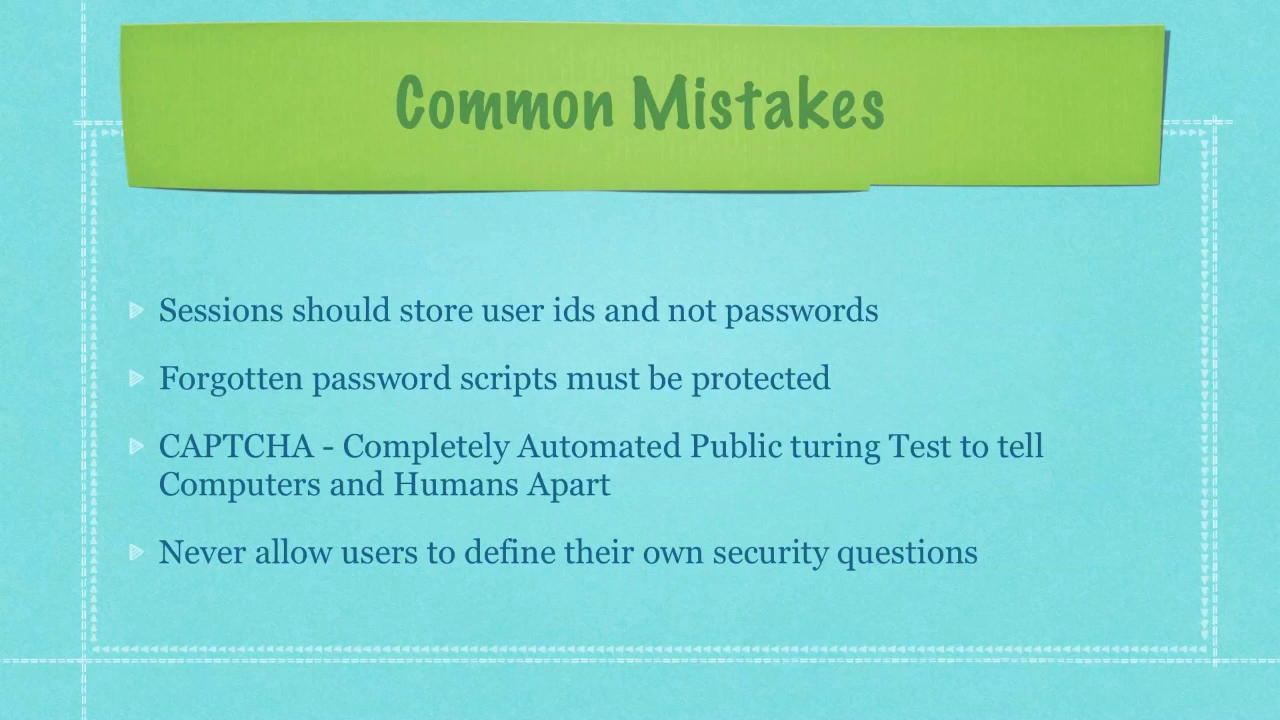 Common Mistakes
Sessions should store user ids and not passwords
Forgotten password scripts must be protected
CAPTCHA - Completely Automated Public turing Test to tell
Computers and Humans Apart
Never allow users to define their own security questions